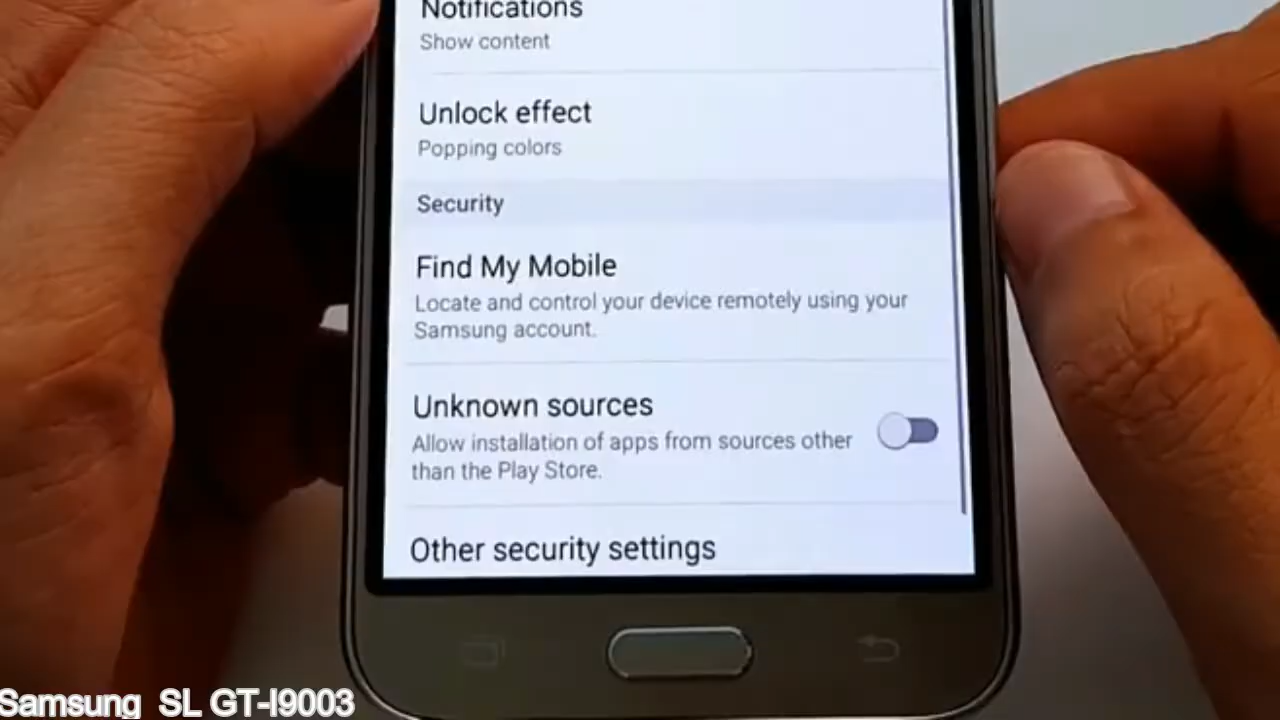 Notifications
Show content
Unlock effect
Popping colors
Security
Find My Mobile
Locate and control your device remotely using your
Samsung account.
Unknown sources
Allow installation of apps from sources other
than the Play Store.
Other security settings
Samsung SL GT-I9003